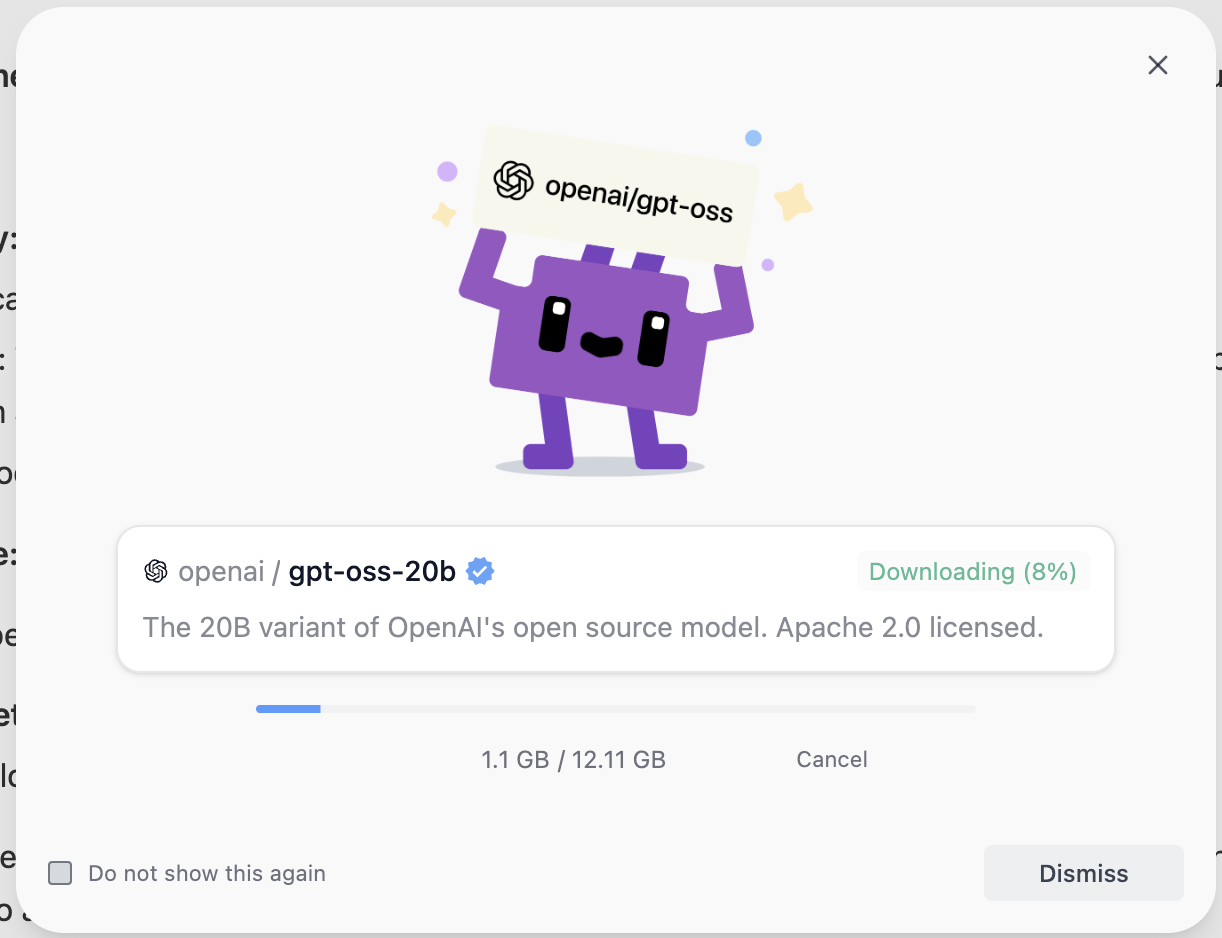 openai/gpt-oss
openai / gpt-oss-20b
Downloading (8%)
The 20B variant of OpenAI's open source model. Apache 2.0 licensed.
1.1 GB / 12.11 GB
Cancel
Do not show this again
Dismiss